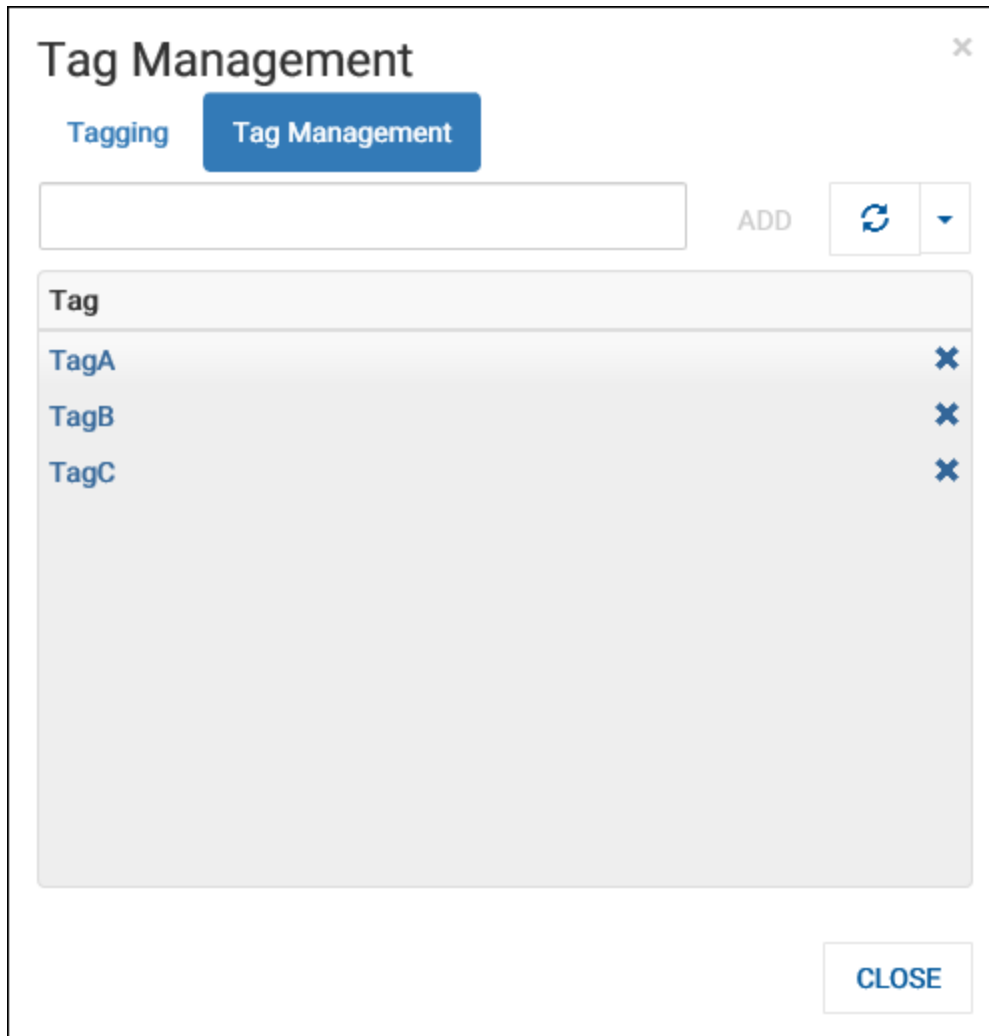 Tag Management
Tagging Tag Management
ADD
Tag
TagA
TagB
TagC
CLOSE